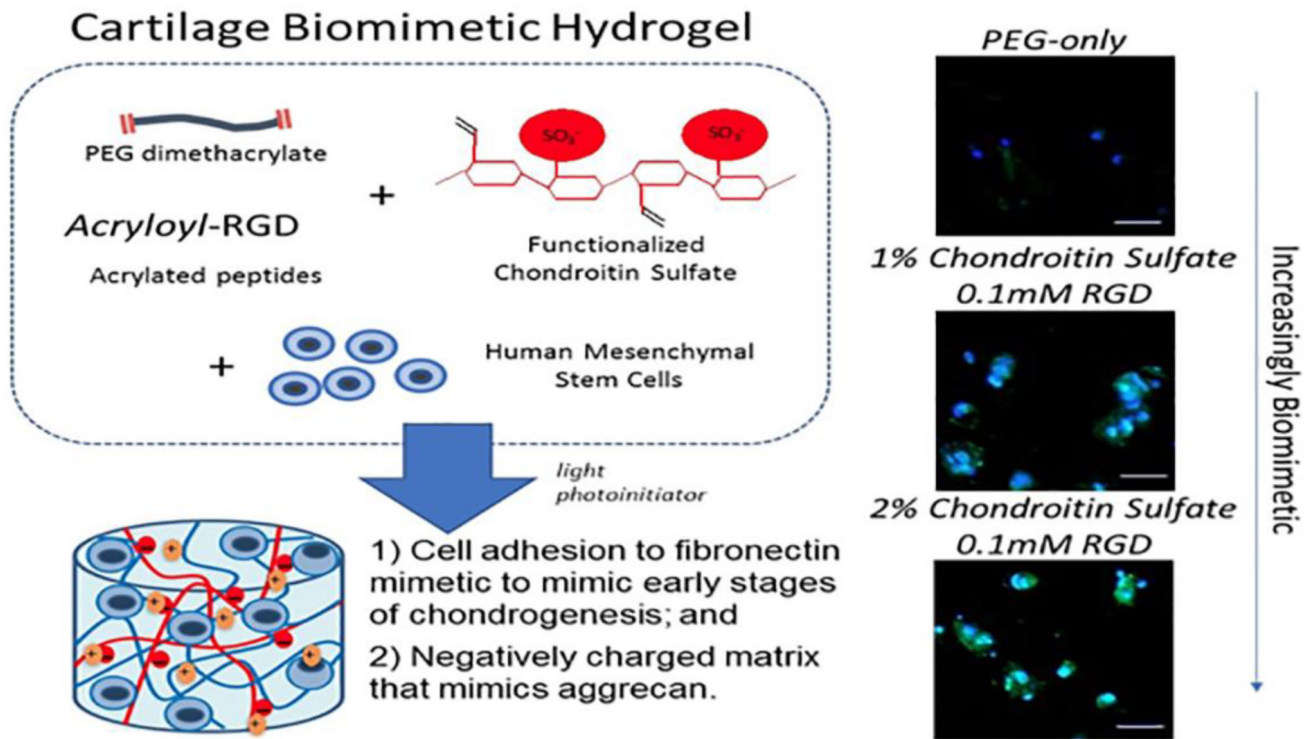 Cartilage Biomimetic Hydrogel
PEG dimethacrylate
+
Acryloyl-RGD
Acrylated peptides
SO₃⁻
SO₃⁻
Functionalized
Chondroitin Sulfate
+
Human Mesenchymal
Stem Cells
light
photoinitiator
1) Cell adhesion to fibronectin
mimetic to mimic early stages
of chondrogenesis; and
2) Negatively charged matrix
that mimics aggrecan.
PEG-only
1% Chondroitin Sulfate
0.1mM RGD
2% Chondroitin Sulfate
0.1mM RGD
Increasingly Biomimetic